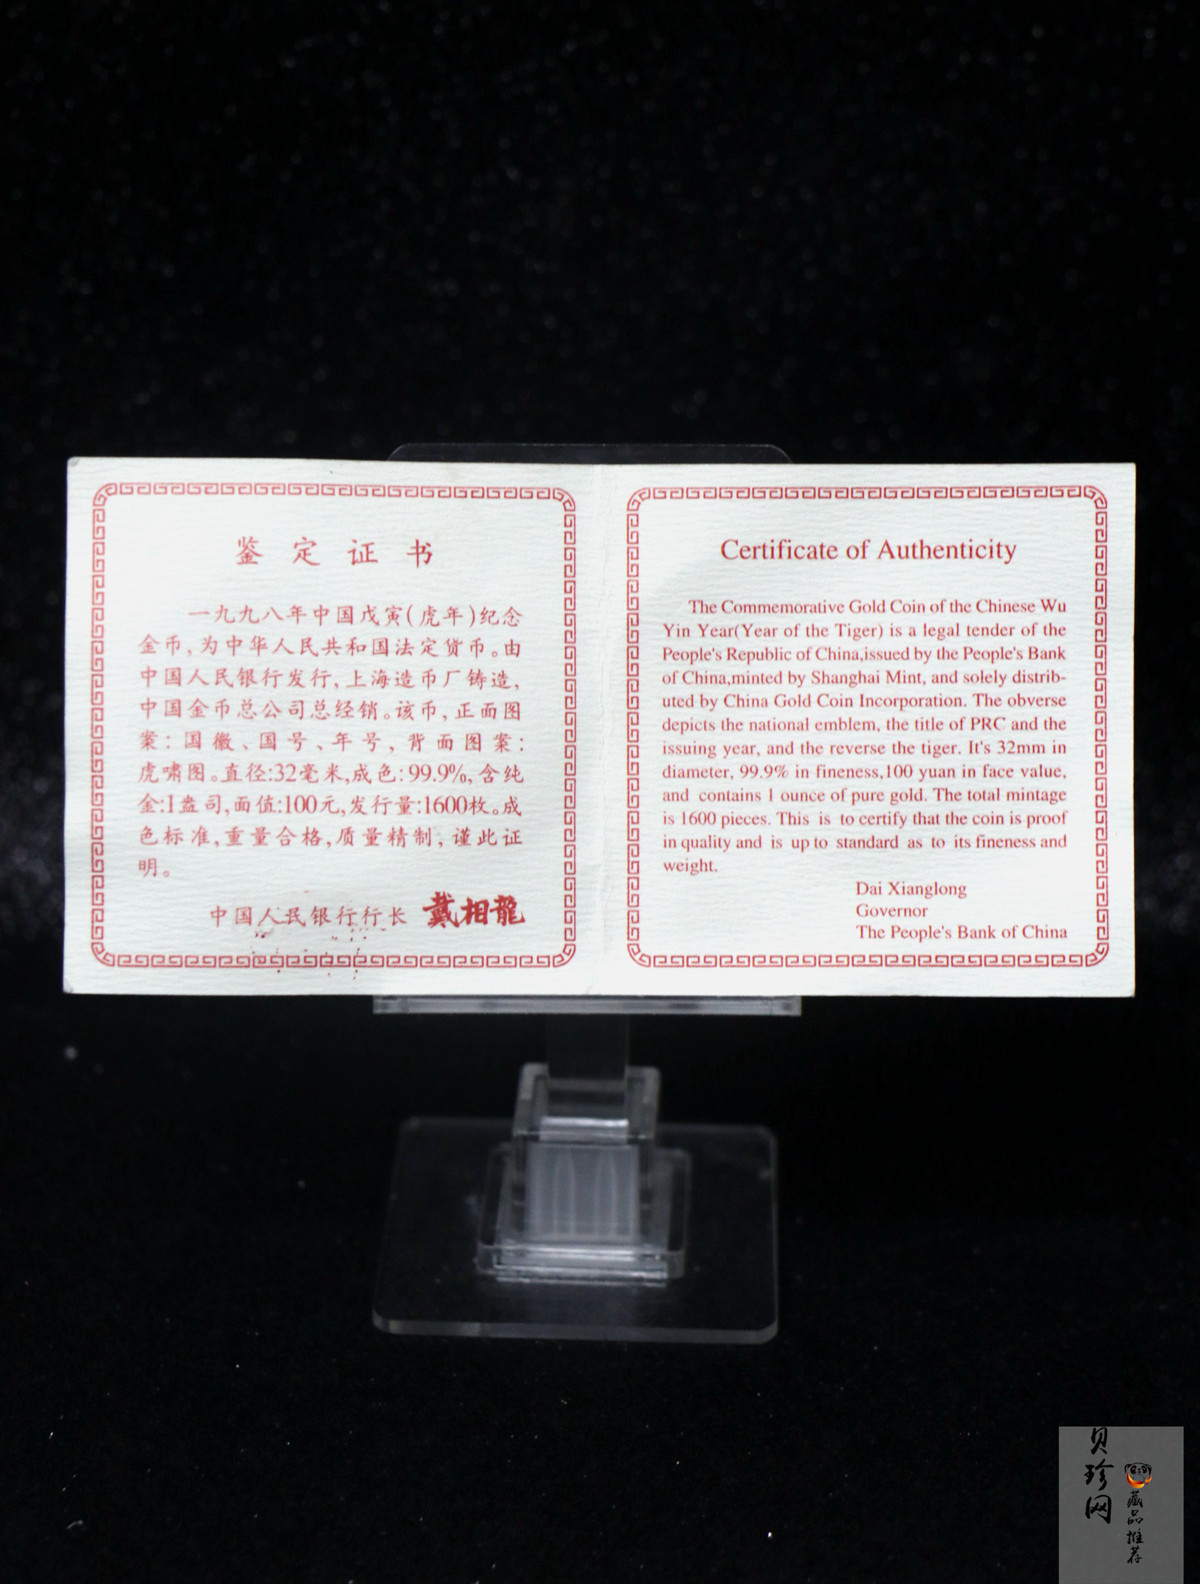 鉴定证书
一九九八年中国戊寅(虎年)纪念
金币,为中华人民共和国法定货币。由
中国人民银行发行,上海造币厂铸造,
中国金币总公司总经销。该币,正面图
案:国徽、国号、年号,背面图案:
虎啸图。直径:32毫米,成色:99.9%,含纯
金:1盎司,面值:100元,发行量:1600枚。成
色标准,重量合格,质量精制,谨此证
明。
中国人民银行行长 戴相龍
Certificate of Authenticity
The Commemorative Gold Coin of the Chinese Wu
Yin Year(Year of the Tiger) is a legal tender of the
People's Republic of China,issued by the People's Bank
of China,minted by Shanghai Mint, and solely distrib-
uted by China Gold Coin Incorporation. The obverse
depicts the national emblem, the title of PRC and the
issuing year, and the reverse the tiger. It's 32mm in
diameter, 99.9% in fineness,100 yuan in face value,
and contains 1 ounce of pure gold. The total mintage
is 1600 pieces. This is to certify that the coin is proof
in quality and is up to standard as to its fineness and
weight.
Dai Xianglong
Governor
The People's Bank of China
贝珍网
藏品推荐